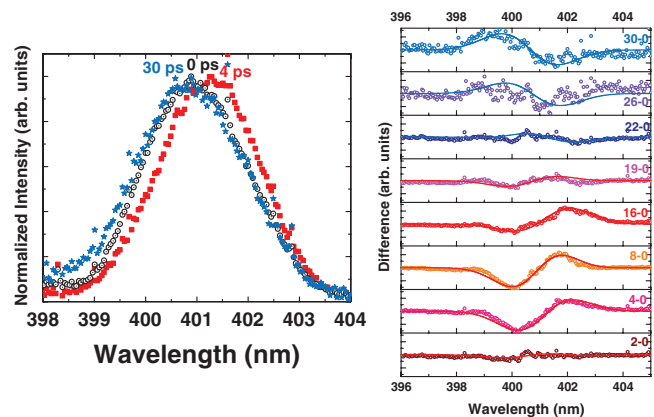 30 ps
0 ps
4 ps
Normalized Intensity (arb. units)
398 399 400 401 402 403 404
Wavelength (nm)
396 398 400 402 404
30-0
26-0
22-0
19-0
16-0
8-0
4-0
2-0
Difference (arb. units)
396 398 400 402 404
Wavelength (nm)